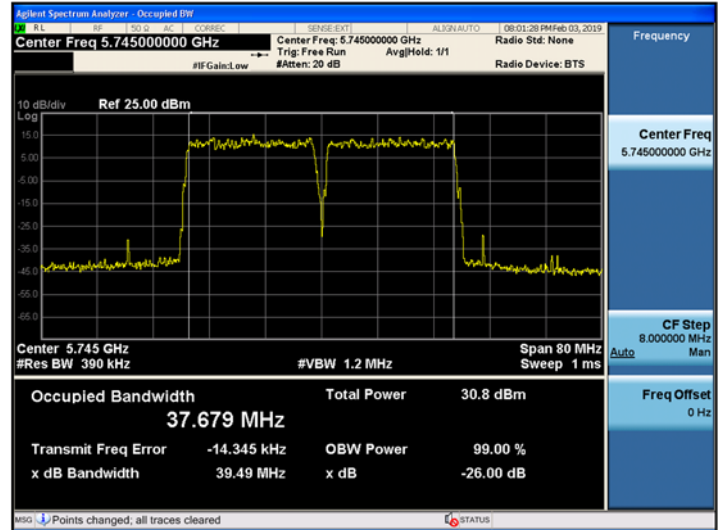 Agilent Spectrum Analyzer - Occupied BW
RL RF 50 Ω AC CORREC SENSE:EXT ALIGNAUTO 08:01:28 PM Feb 03, 2019
Center Freq 5.745000000 GHz
Center Freq: 5.745000000 GHz
Radio Std: None
Trig: Free Run Avg|Hold: 1/1
#IFGain:Low #Atten: 20 dB Radio Device: BTS
Frequency
10 dB/div Ref 25.00 dBm
Log
15.0
5.00
-5.00
-15.0
-25.0
-35.0
-45.0
-55.0
-65.0
Center Freq
5.745000000 GHz
Center 5.745 GHz Span 80 MHz
#Res BW 390 kHz #VBW 1.2 MHz Sweep 1 ms
CF Step
8.000000 MHz
Auto Man
Occupied Bandwidth Total Power 30.8 dBm
37.679 MHz
Transmit Freq Error -14.345 kHz OBW Power 99.00 %
x dB Bandwidth 39.49 MHz x dB -26.00 dB
Freq Offset
0 Hz
MSG Points changed; all traces cleared STATUS